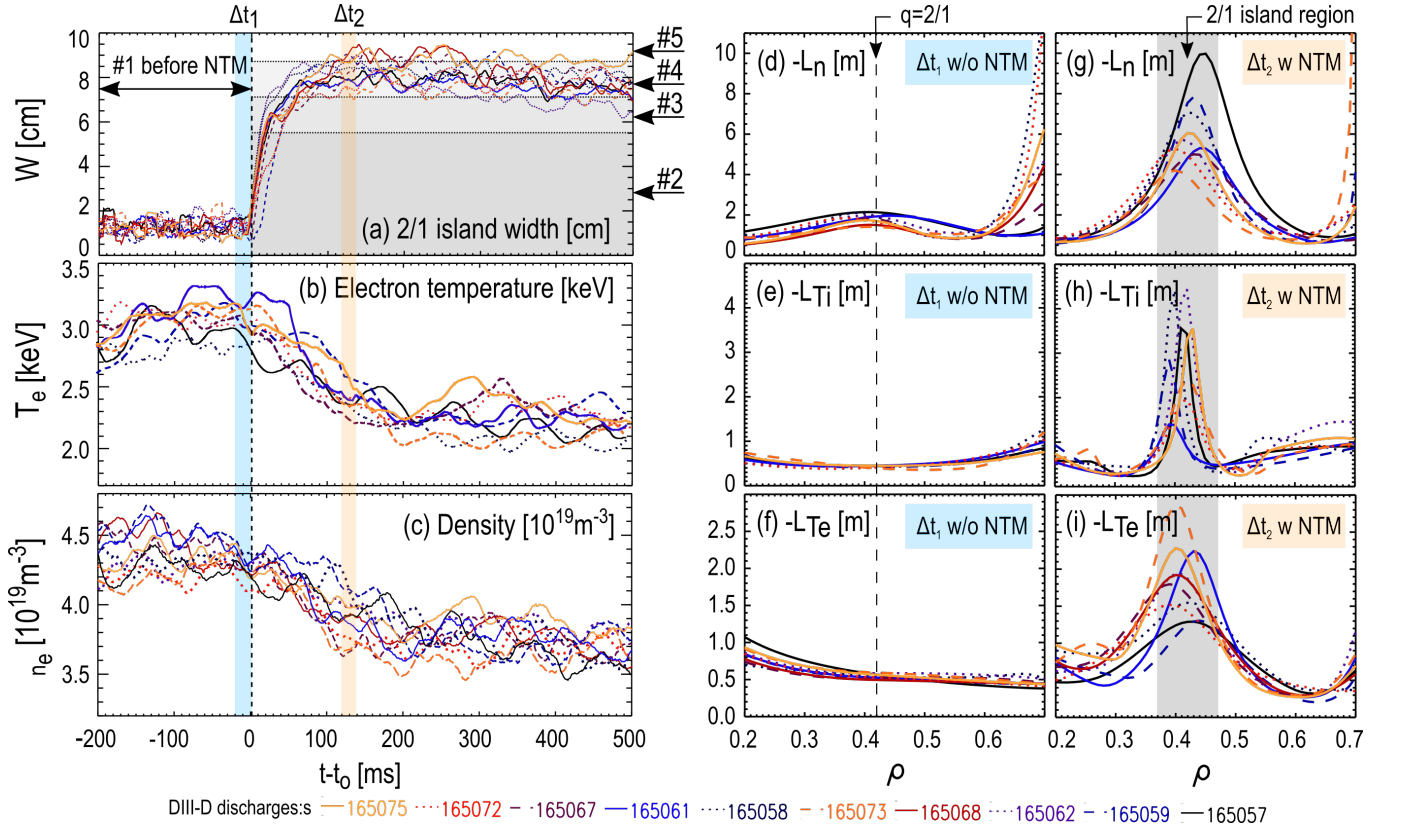 Δt1
Δt2
q=2/1
2/1 island region
10
8
6
4
2
0
W [cm]
#1 before NTM
#5
#4
#3
#2
(a) 2/1 island width [cm]
3.5
3.0
2.5
2.0
Te [keV]
(b) Electron temperature [keV]
4.5
4.0
3.5
ne [10^19m^-3]
(c) Density [10^19m^-3]
-200
-100
0
100
200
300
400
500
t-to [ms]
10
8
6
4
2
0
(d) -Ln [m]
Δt1 w/o NTM
4
3
2
1
0
(e) -LTi [m]
Δt1 w/o NTM
2.5
2.0
1.5
1.0
0.5
0.0
(f) -LTe [m]
Δt1 w/o NTM
0.2
0.3
0.4
0.5
0.6
ρ
(g) -Ln [m]
Δt2 w NTM
(h) -LTi [m]
Δt2 w NTM
(i) -LTe [m]
Δt2 w NTM
0.2
0.3
0.4
0.5
0.6
0.7
ρ
DIII-D discharges:s 165075 165072 165067 165061 165058 165073 165068 165062 165059 165057